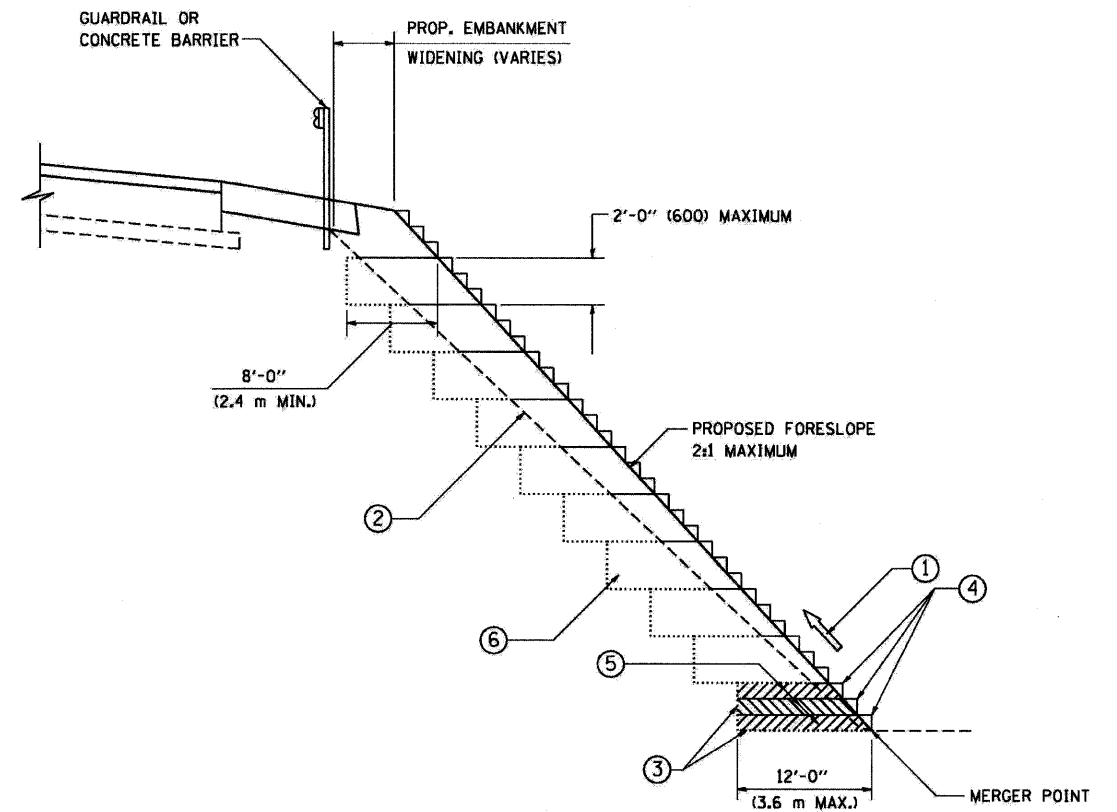 GUARDRAIL OR
CONCRETE BARRIER
PROP. EMBANKMENT
WIDENING (VARIES)
2'-0" (600) MAXIMUM
8'-0"
(2.4 m MIN.)
PROPOSED FORESLOPE
2:1 MAXIMUM
2
1
4
6
5
3
12'-0"
(3.6 m MAX.)
MERGER POINT